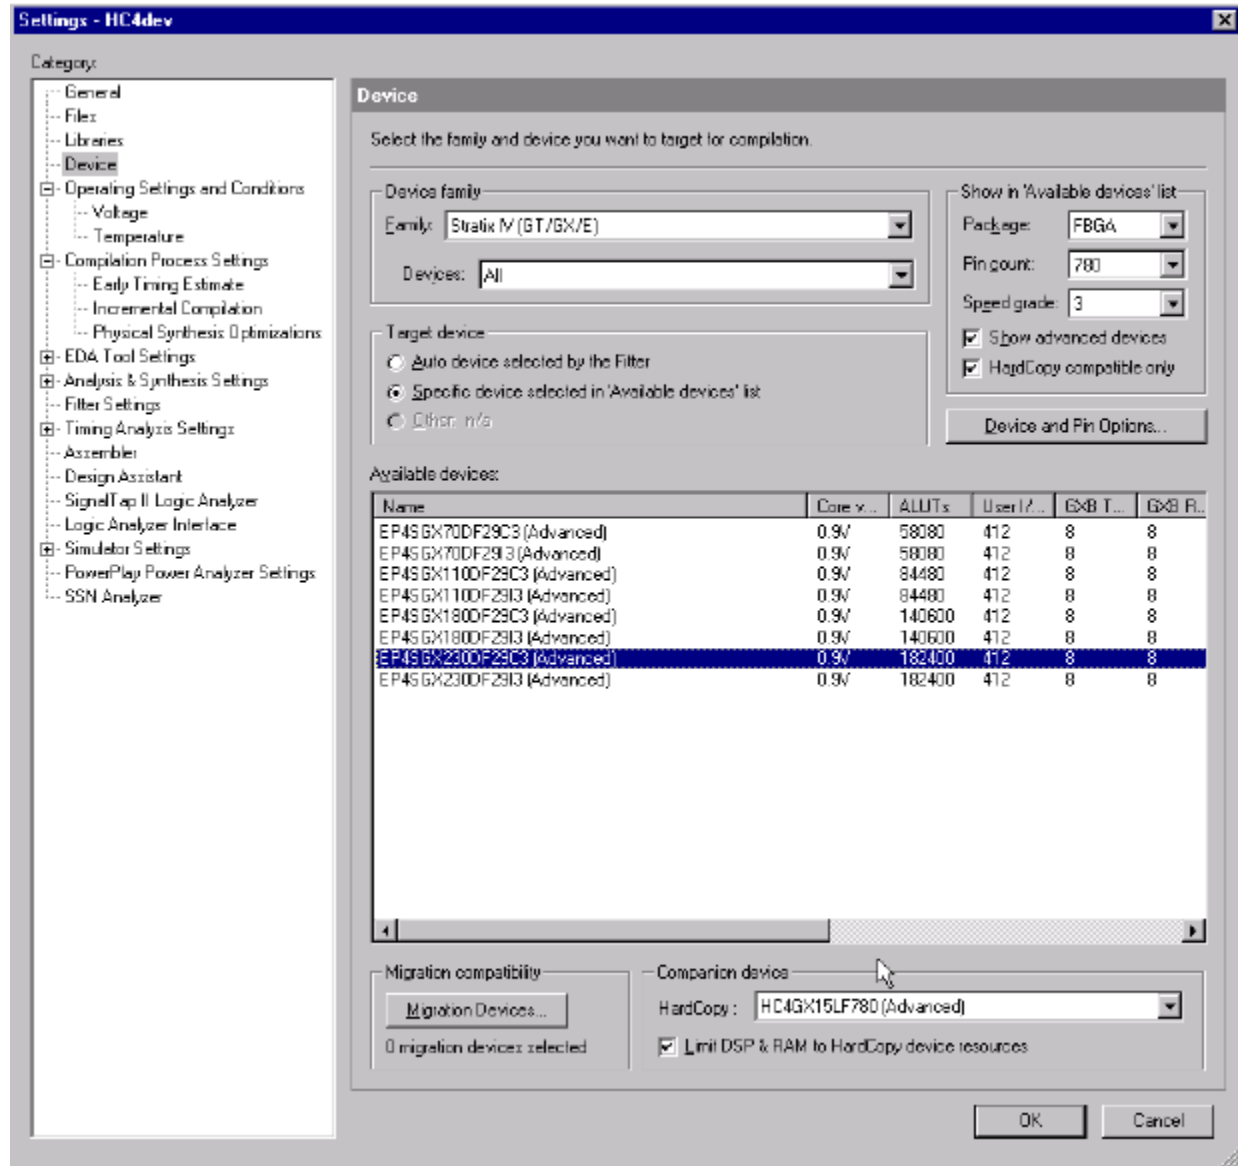 Settings - HC4dev
Category:
General
Files
Libraries
Device
Operating Settings and Conditions
Voltage
Temperature
Compilation Process Settings
Early Timing Estimate
Incremental Compilation
Physical Synthesis Optimizations
EDA Tool Settings
Analysis & Synthesis Settings
Fitter Settings
Timing Analysis Settings
Assembler
Design Assistant
SignalTap II Logic Analyzer
Logic Analyzer Interface
Simulator Settings
PowerPlay Power Analyzer Settings
SSN Analyzer
Device
Select the family and device you want to target for compilation.
Device family
Family: Stratix IV (GT/GX/E)
Devices: All
Target device
Auto device selected by the Fitter
Specific device selected in 'Available devices' list
Other: n/a
Show in 'Available devices' list
Package: FBGA
Pin count: 780
Speed grade: 3
Show advanced devices
HardCopy compatible only
Device and Pin Options...
Available devices:
Name Core v... ALUTs User I/... GXB T... GXB R...
EP4SGX70DF29C3 (Advanced) 0.9V 58080 412 8 8
EP4SGX70DF29I3 (Advanced) 0.9V 58080 412 8 8
EP4SGX110DF29C3 (Advanced) 0.9V 84480 412 8 8
EP4SGX110DF29I3 (Advanced) 0.9V 84480 412 8 8
EP4SGX180DF29C3 (Advanced) 0.9V 140600 412 8 8
EP4SGX180DF29I3 (Advanced) 0.9V 140600 412 8 8
EP4SGX230DF29C3 (Advanced) 0.9V 182400 412 8 8
EP4SGX230DF29I3 (Advanced) 0.9V 182400 412 8 8
Migration compatibility
Migration Devices...
0 migration devices selected
Companion device
HardCopy : HC4GX15LF780 (Advanced)
Limit DSP & RAM to HardCopy device resources
OK Cancel